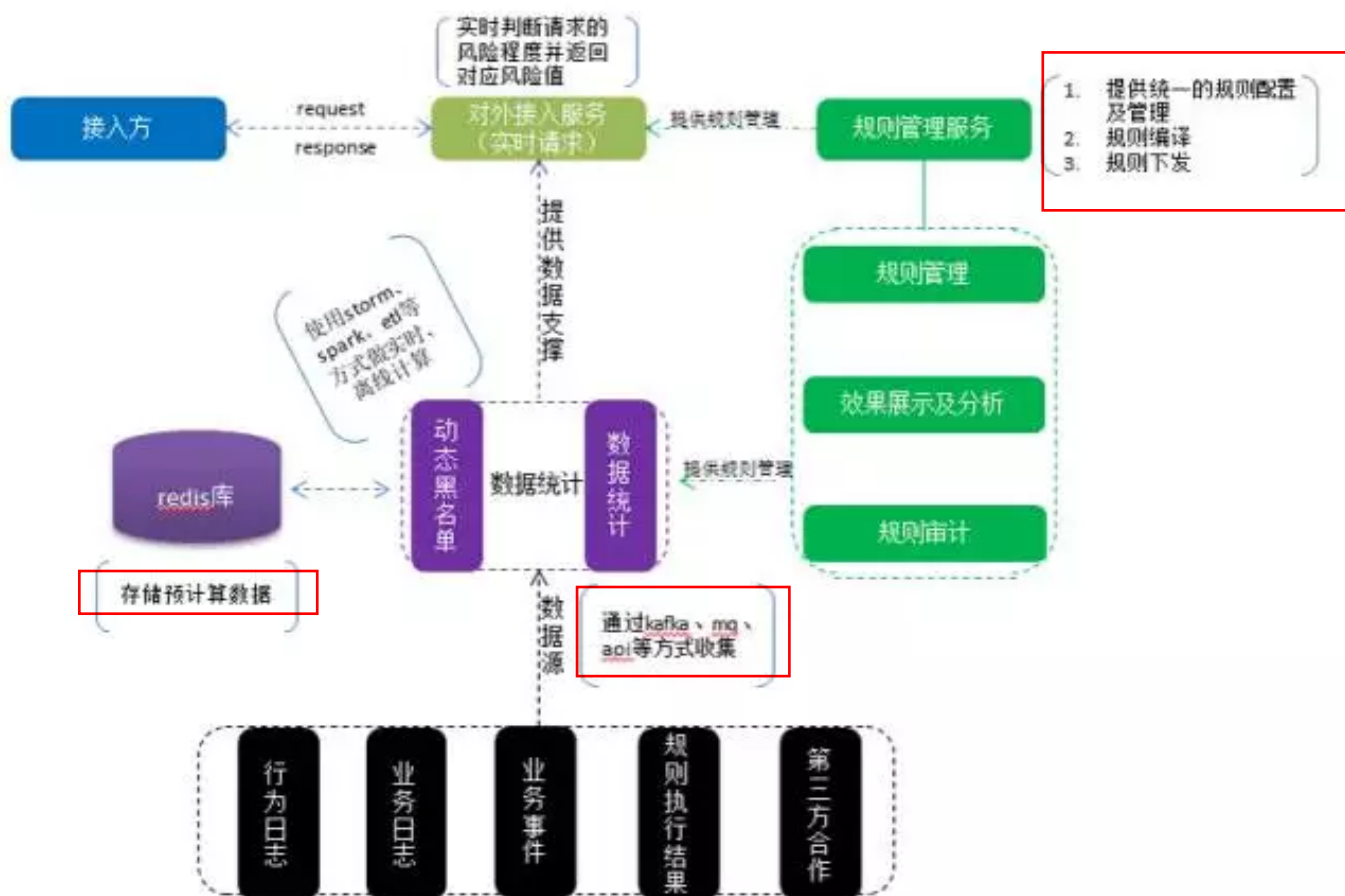 实时判断请求的
风险程度并返回
对应风险值
接入方
request
response
对外接入服务
(实时请求)
提供规则管理
规则管理服务
1. 提供统一的规则配置
及管理
2. 规则编译
3. 规则下发
提供数据支撑
规则管理
效果展示及分析
规则审计
使用storm、
spark、etl等
方式做实时、
离线计算
redis库
存储预计算数据
动态黑名单
数据统计
数据统计
提供规则管理
数据源
通过kafka、mq、
api等方式收集
行为日志
业务日志
业务事件
规则执行结果
第三方合作